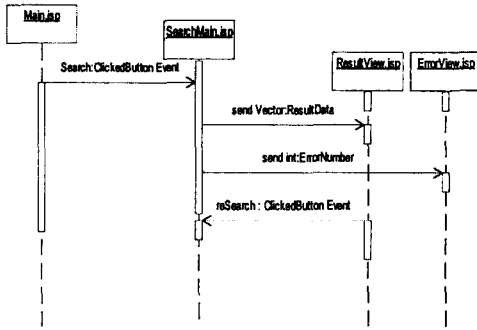 Main.jsp
SearchMain.jsp
ResultView.jsp
ErrorView.jsp
Search:ClickedButton Event
send Vector:ResultData
send int:ErrorNumber
reSearch : ClickedButton Event